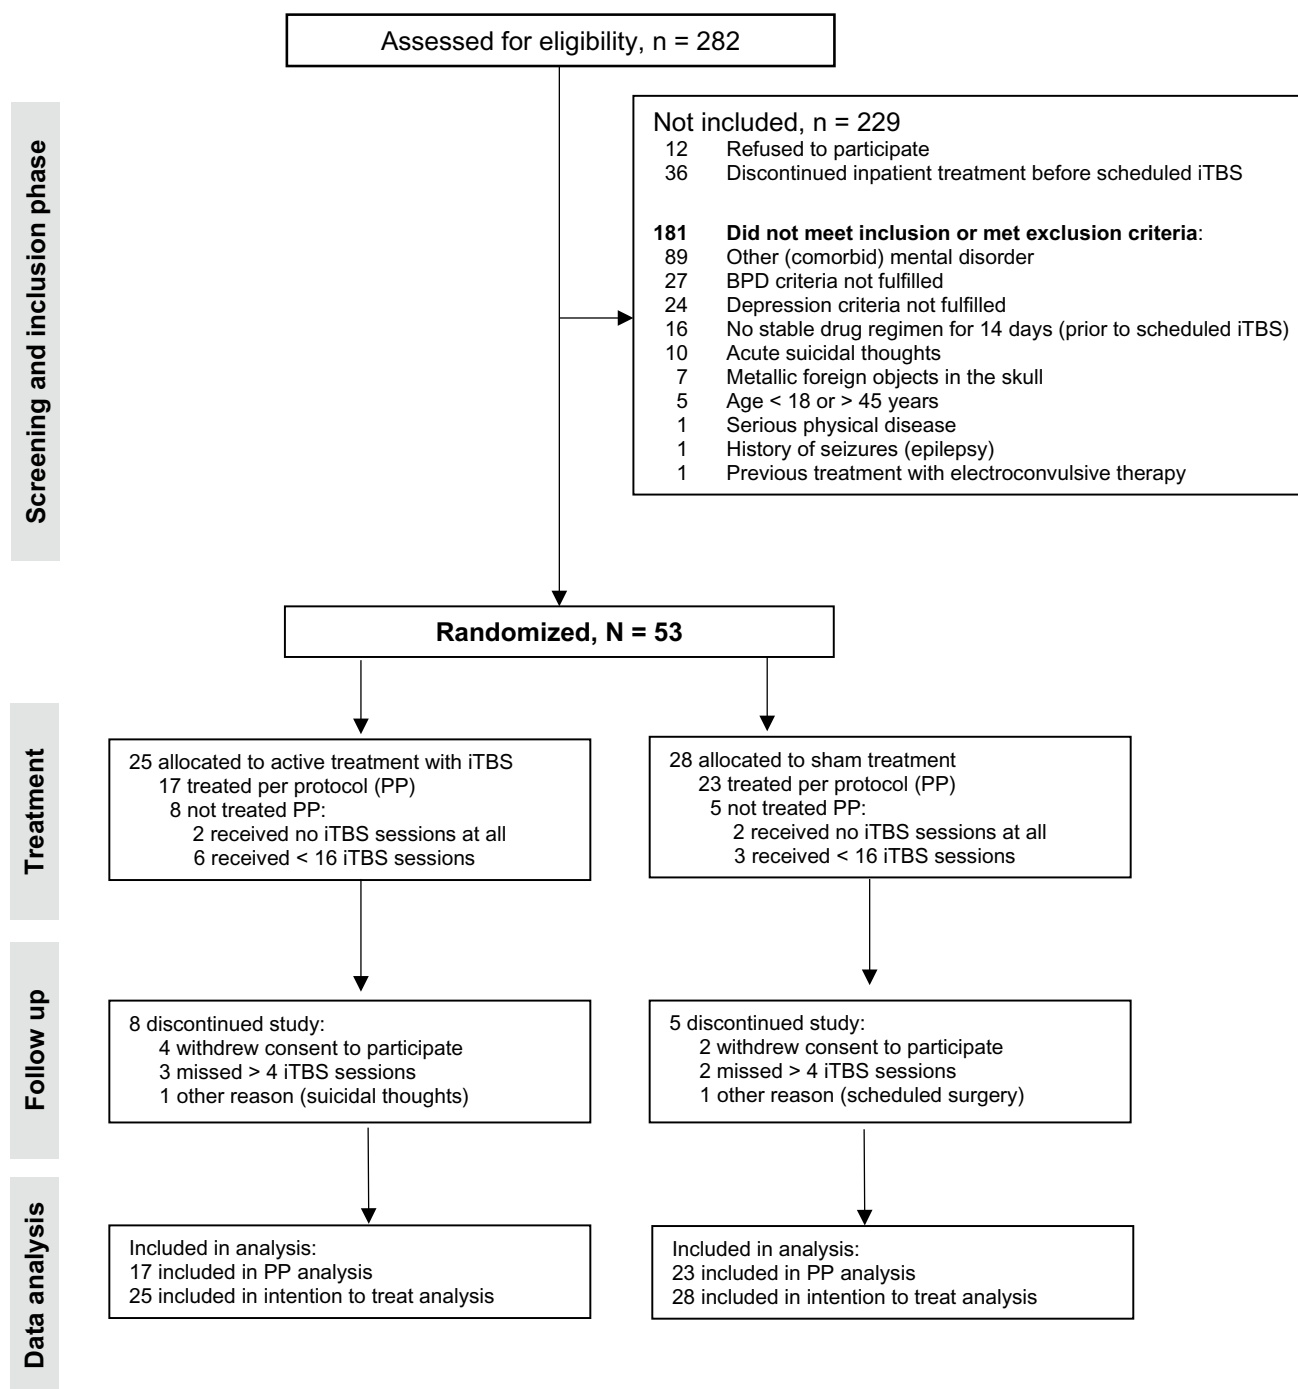 Assessed for eligibility, n = 282
Screening and inclusion phase
Not included, n = 229
12 Refused to participate
36 Discontinued inpatient treatment before scheduled iTBS
181 Did not meet inclusion or met exclusion criteria:
89 Other (comorbid) mental disorder
27 BPD criteria not fulfilled
24 Depression criteria not fulfilled
16 No stable drug regimen for 14 days (prior to scheduled iTBS)
10 Acute suicidal thoughts
7 Metallic foreign objects in the skull
5 Age < 18 or > 45 years
1 Serious physical disease
1 History of seizures (epilepsy)
1 Previous treatment with electroconvulsive therapy
Randomized, N = 53
Treatment
25 allocated to active treatment with iTBS
17 treated per protocol (PP)
8 not treated PP:
2 received no iTBS sessions at all
6 received < 16 iTBS sessions
28 allocated to sham treatment
23 treated per protocol (PP)
5 not treated PP:
2 received no iTBS sessions at all
3 received < 16 iTBS sessions
Follow up
8 discontinued study:
4 withdrew consent to participate
3 missed > 4 iTBS sessions
1 other reason (suicidal thoughts)
5 discontinued study:
2 withdrew consent to participate
2 missed > 4 iTBS sessions
1 other reason (scheduled surgery)
Data analysis
Included in analysis:
17 included in PP analysis
25 included in intention to treat analysis
Included in analysis:
23 included in PP analysis
28 included in intention to treat analysis